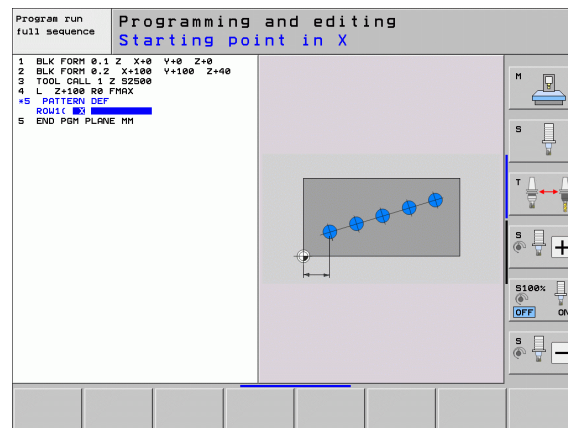 Program run
full sequence
Programming and editing
Starting point in X
1 BLK FORM 0.1 Z X+0 Y+0 Z+0
2 BLK FORM 0.2 X+100 Y+100 Z+40
3 TOOL CALL 1 Z S2500
4 L Z+100 R0 FMAX
*5 PATTERN DEF
ROW1( X
5 END PGM PLANE MM
M
S
T
S
S100%
OFF ON
S